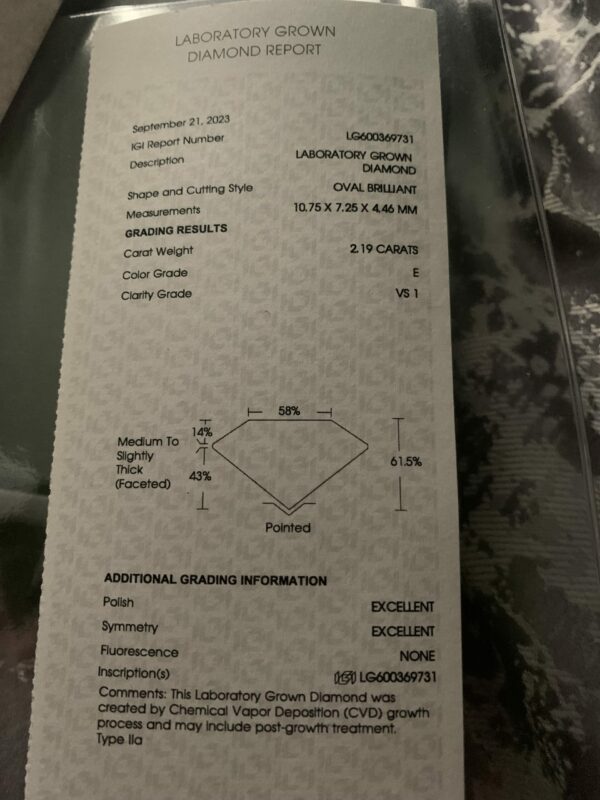 LABORATORY GROWN
DIAMOND REPORT
September 21, 2023
IGI Report Number LG600369731
Description LABORATORY GROWN
DIAMOND
Shape and Cutting Style OVAL BRILLIANT
Measurements 10.75 X 7.25 X 4.46 MM
GRADING RESULTS
Carat Weight 2.19 CARATS
Color Grade E
Clarity Grade VS 1
58%
14%
Medium To
Slightly
Thick
(Faceted)
43%
61.5%
Pointed
ADDITIONAL GRADING INFORMATION
Polish EXCELLENT
Symmetry EXCELLENT
Fluorescence NONE
Inscription(s) IGI LG600369731
Comments: This Laboratory Grown Diamond was
created by Chemical Vapor Deposition (CVD) growth
process and may include post-growth treatment.
Type IIa